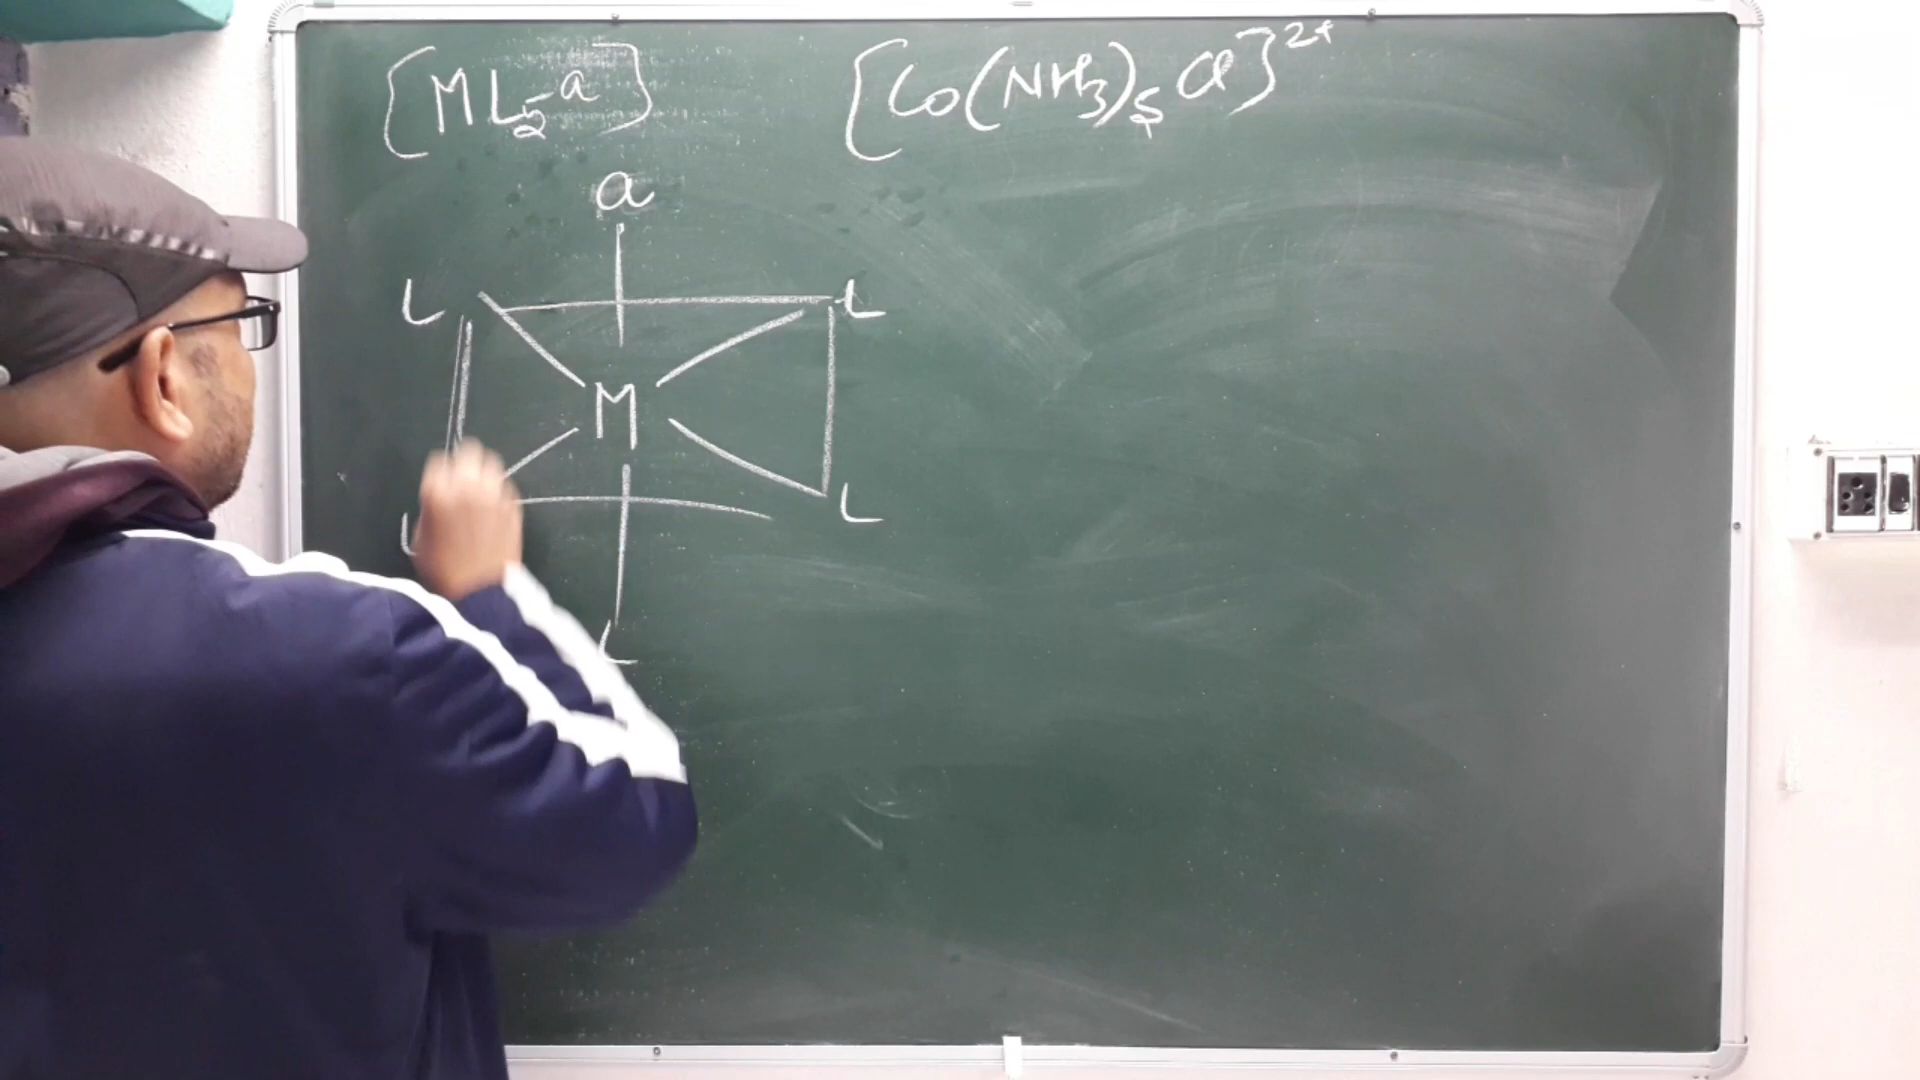 [ML5a] [Co(NH3)5Cl]2+
a
L L
M
L L
L